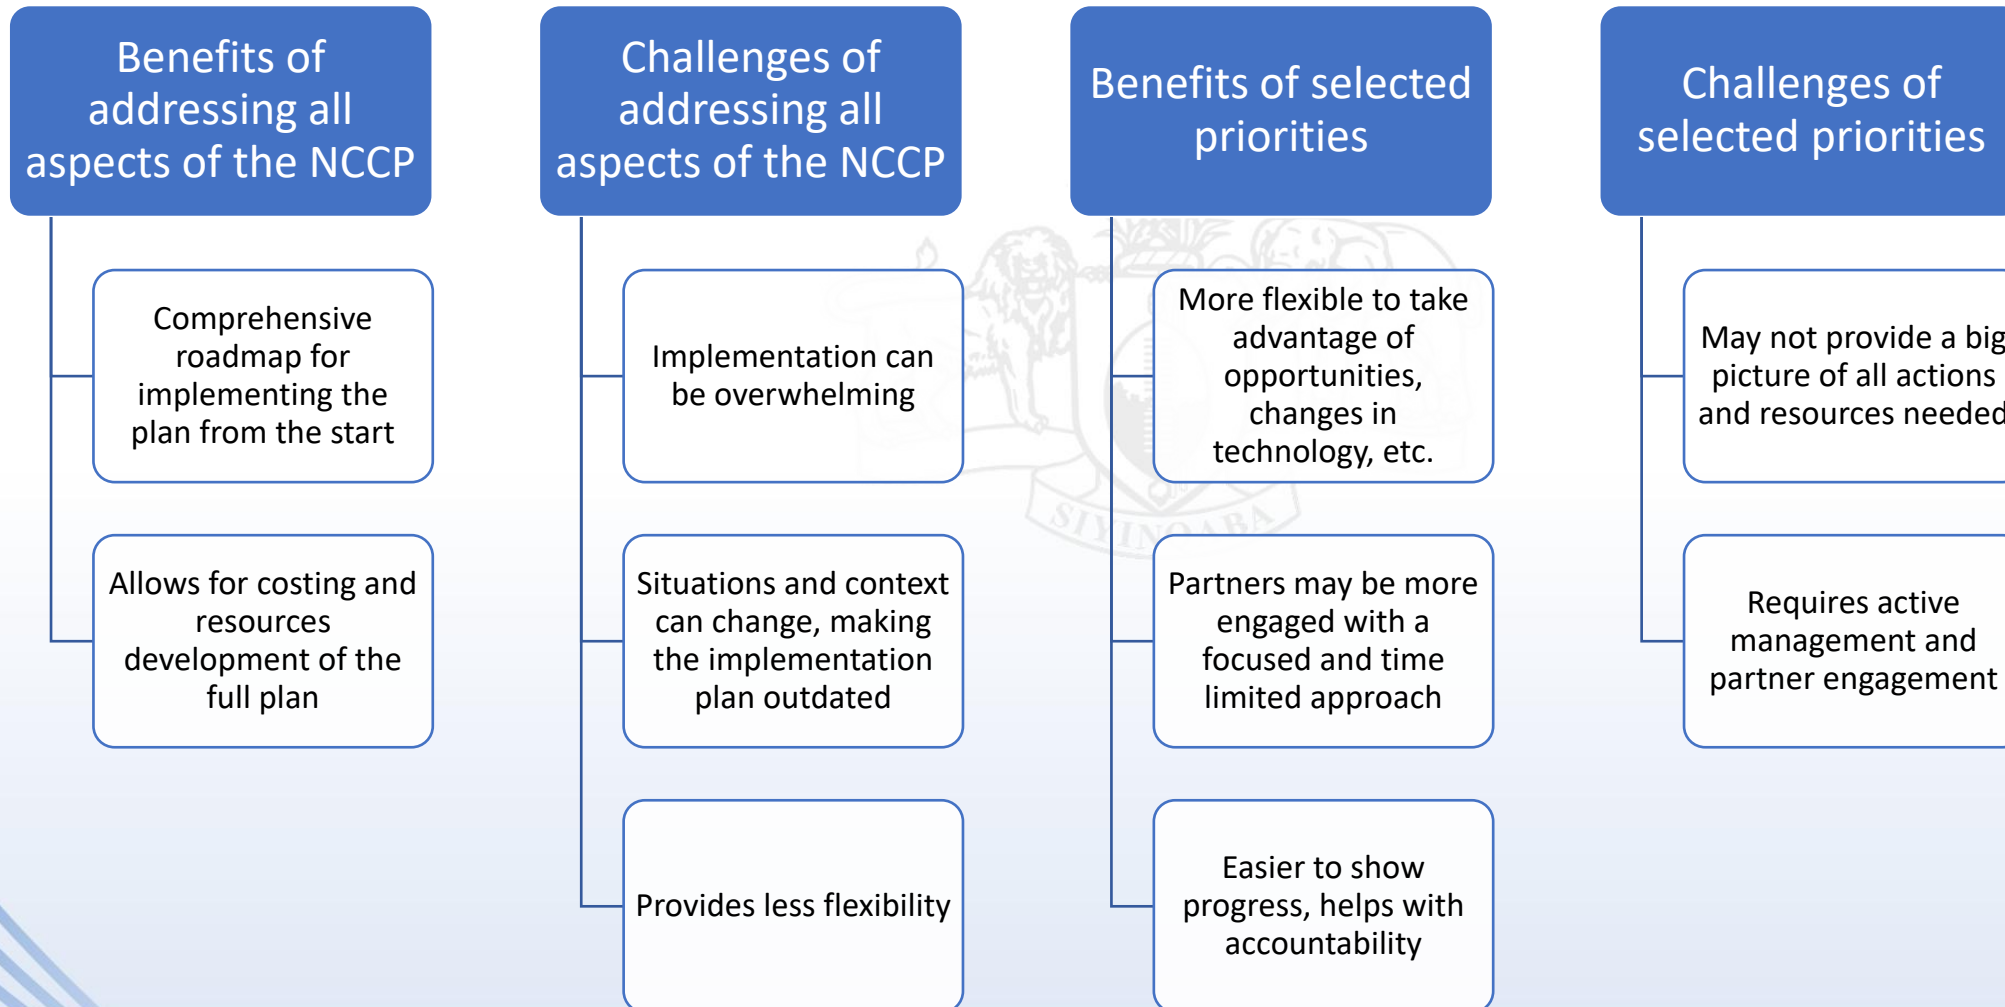 Benefits of
addressing all
aspects of the NCCP
Comprehensive
roadmap for
implementing the
plan from the start
Allows for costing and
resources
development of the
full plan
Challenges of
addressing all
aspects of the NCCP
Implementation can
be overwhelming
Situations and context
can change, making
the implementation
plan outdated
Provides less flexibility
Benefits of selected
priorities
More flexible to take
advantage of
opportunities,
changes in
technology, etc.
Partners may be more
engaged with a
focused and time
limited approach
Easier to show
progress, helps with
accountability
Challenges of
selected priorities
May not provide a big
picture of all actions
and resources needed
Requires active
management and
partner engagement
SIYINQABA